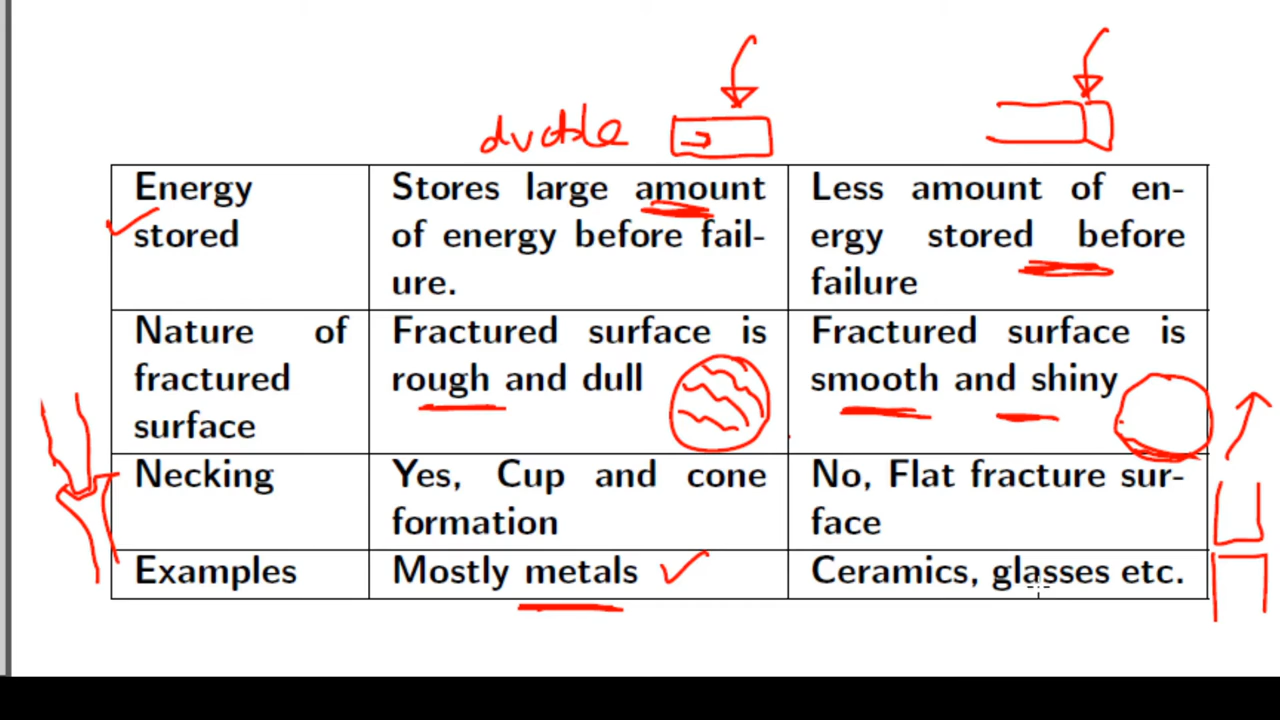 ductile
Energy
stored
Stores large amount
of energy before fail-
ure.
Less amount of en-
ergy stored before
failure
Nature of
fractured
surface
Fractured surface is
rough and dull
Fractured surface is
smooth and shiny
Necking
Yes, Cup and cone
formation
No, Flat fracture sur-
face
Examples
Mostly metals
Ceramics, glasses etc.